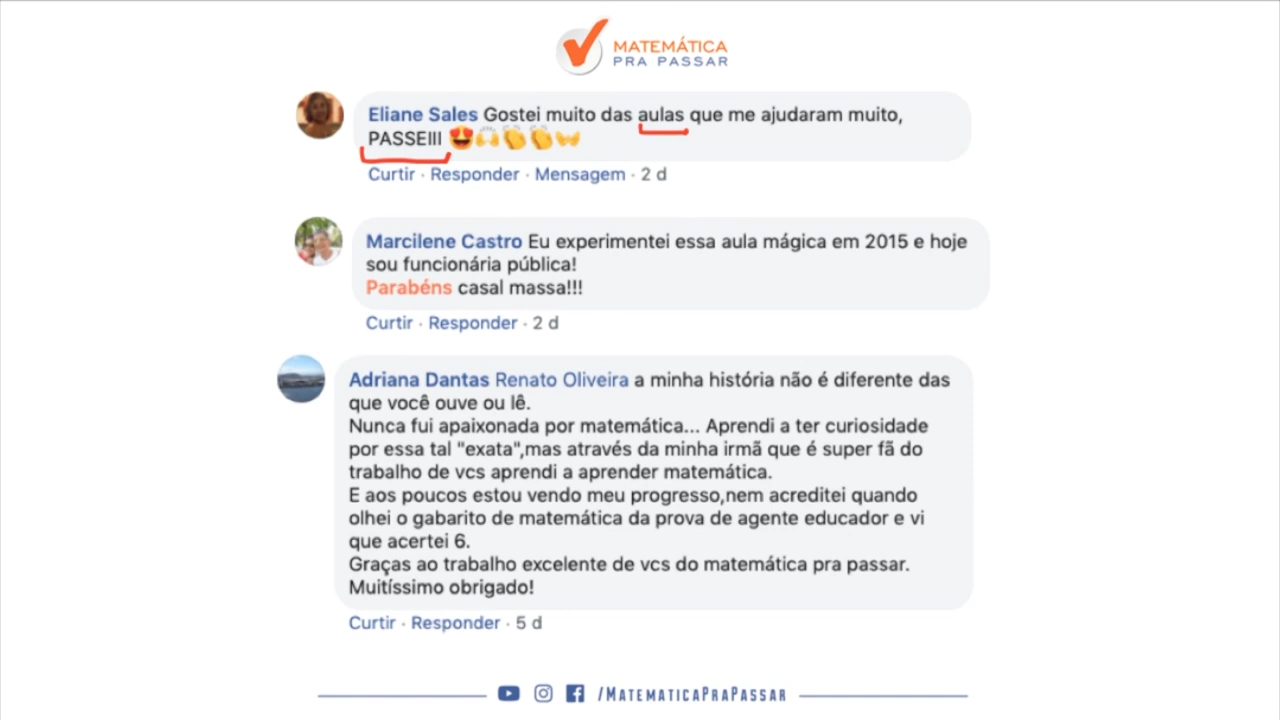 MATEMÁTICA
PRA PASSAR
Eliane Sales Gostei muito das aulas que me ajudaram muito,
PASSEIII 😍🙌👏👏🤝
Curtir · Responder · Mensagem · 2 d
Marcilene Castro Eu experimentei essa aula mágica em 2015 e hoje
sou funcionária pública!
Parabéns casal massa!!!
Curtir · Responder · 2 d
Adriana Dantas Renato Oliveira a minha história não é diferente das
que você ouve ou lê.
Nunca fui apaixonada por matemática... Aprendi a ter curiosidade
por essa tal "exata",mas através da minha irmã que é super fã do
trabalho de vcs aprendi a aprender matemática.
E aos poucos estou vendo meu progresso,nem acreditei quando
olhei o gabarito de matemática da prova de agente educador e vi
que acertei 6.
Graças ao trabalho excelente de vcs do matemática pra passar.
Muitíssimo obrigado!
Curtir · Responder · 5 d
/MATEMATICAPRAPASSAR